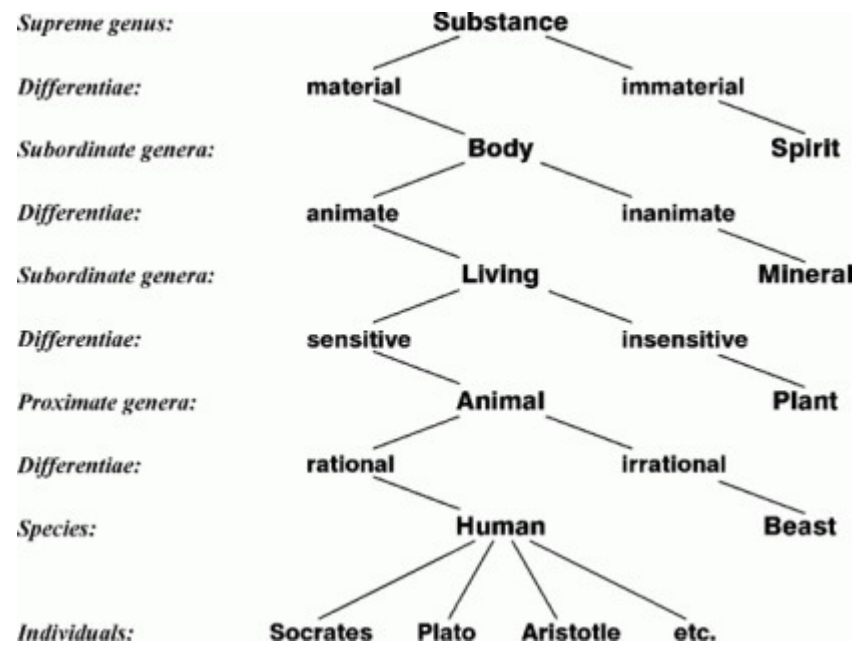 Supreme genus: Substance
Differentiae: material immaterial
Subordinate genera: Body Spirit
Differentiae: animate inanimate
Subordinate genera: Living Mineral
Differentiae: sensitive insensitive
Proximate genera: Animal Plant
Differentiae: rational irrational
Species: Human Beast
Individuals: Socrates Plato Aristotle etc.